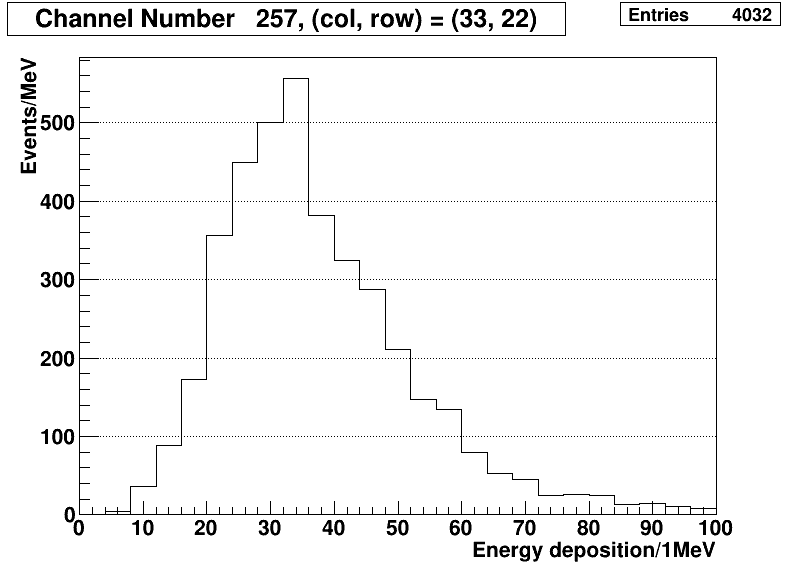 Channel Number 257, (col, row) = (33, 22)
Entries 4032
Events/MeV
500
400
300
200
100
0
0 10 20 30 40 50 60 70 80 90 100
Energy deposition/1MeV